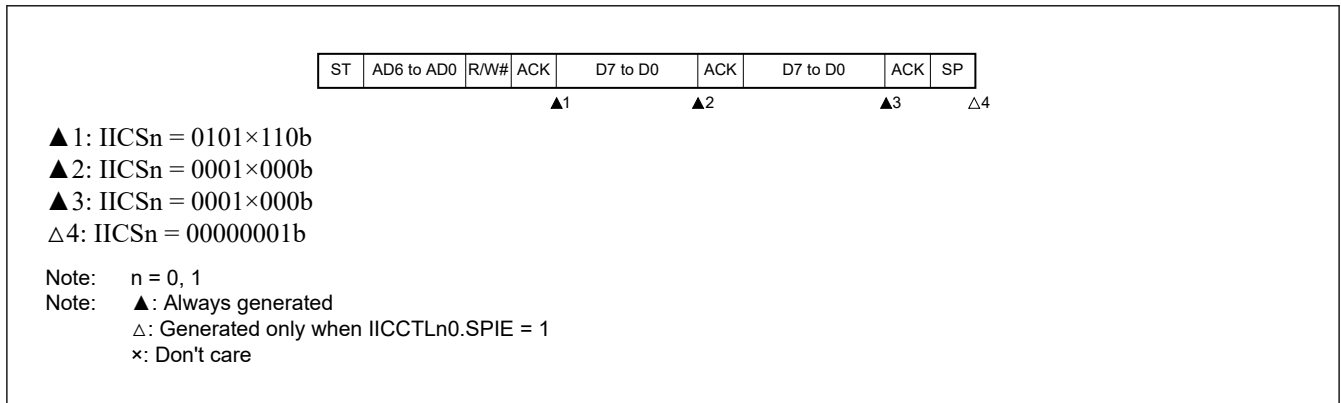 ST AD6 to AD0 R/W# ACK D7 to D0 ACK D7 to D0 ACK SP
▲1 ▲2 ▲3 △4
▲1: IICSn = 0101×110b
▲2: IICSn = 0001×000b
▲3: IICSn = 0001×000b
△4: IICSn = 00000001b
Note: n = 0, 1
Note: ▲: Always generated
△: Generated only when IICCTLn0.SPIE = 1
×: Don't care